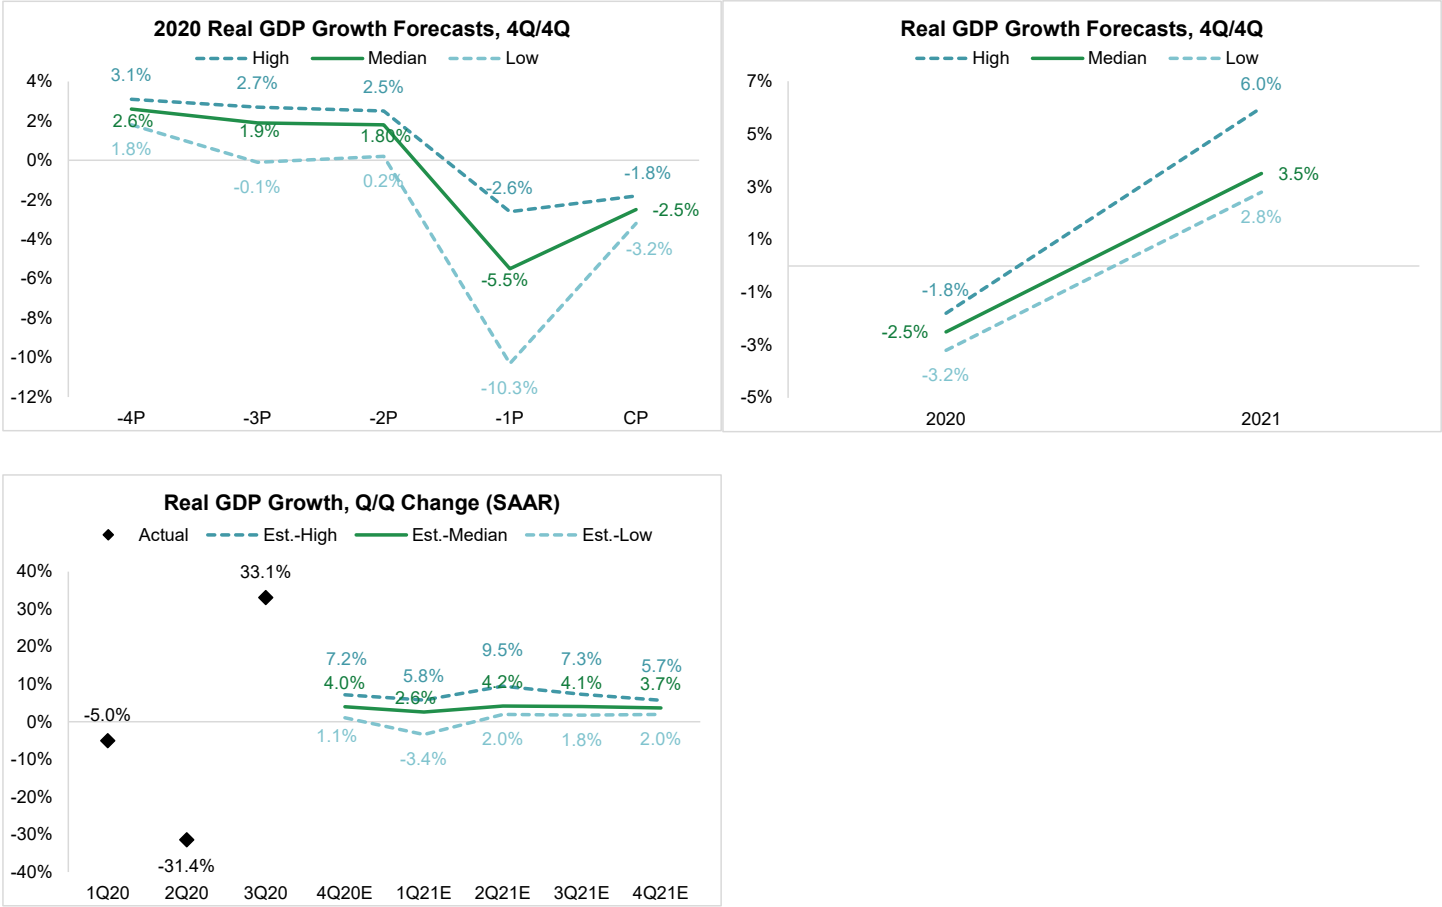 2020 Real GDP Growth Forecasts, 4Q/4Q
High Median Low
4%
2%
0%
-2%
-4%
-6%
-8%
-10%
-12%
3.1% 2.7% 2.5% -2.6% -1.8%
2.6% 1.9% 1.80% -5.5% -2.5%
1.8% -0.1% 0.2% -10.3% -3.2%
-4P -3P -2P -1P CP
Real GDP Growth Forecasts, 4Q/4Q
High Median Low
7%
5%
3%
1%
-1%
-3%
-5%
-1.8% 6.0%
-2.5% 3.5%
-3.2% 2.8%
2020 2021
Real GDP Growth, Q/Q Change (SAAR)
Actual Est.-High Est.-Median Est.-Low
40%
30%
20%
10%
0%
-10%
-20%
-30%
-40%
-5.0% -31.4% 33.1%
7.2% 5.8% 9.5% 7.3% 5.7%
4.0% 2.6% 4.2% 4.1% 3.7%
1.1% -3.4% 2.0% 1.8% 2.0%
1Q20 2Q20 3Q20 4Q20E 1Q21E 2Q21E 3Q21E 4Q21E